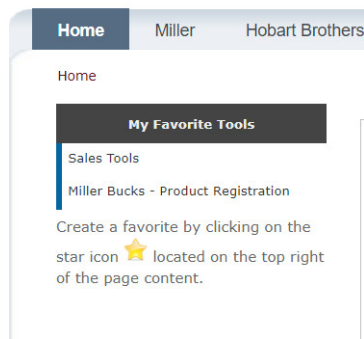 Home Miller Hobart Brothers
Home
My Favorite Tools
Sales Tools
Miller Bucks - Product Registration
Create a favorite by clicking on the
star icon located on the top right
of the page content.